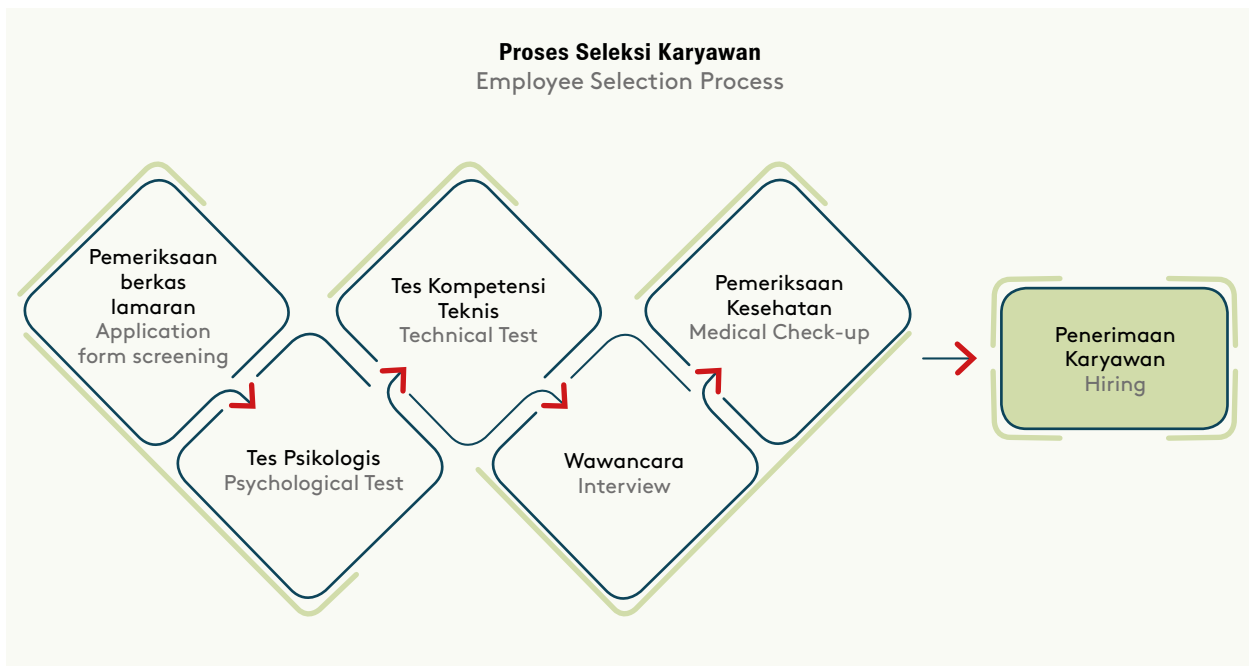 Proses Seleksi Karyawan
Employee Selection Process
Pemeriksaan
berkas
lamaran
Application
form screening
Tes Psikologis
Psychological Test
Tes Kompetensi
Teknis
Technical Test
Wawancara
Interview
Pemeriksaan
Kesehatan
Medical Check-up
Penerimaan
Karyawan
Hiring